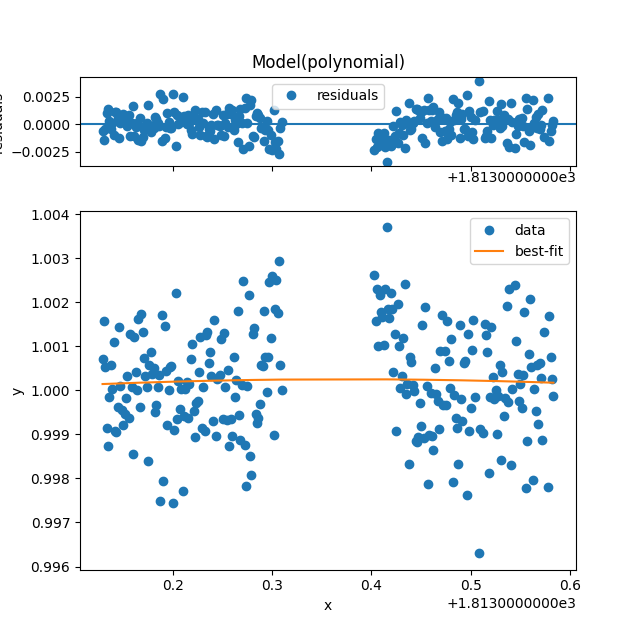 Model(polynomial)
residuals
0.0025
0.0000
−0.0025
residuals
+1.8130000000e3
1.004
1.003
1.002
1.001
1.000
0.999
0.998
0.997
0.996
y
data
best-fit
0.2 0.3 0.4 0.5 0.6
x
+1.8130000000e3